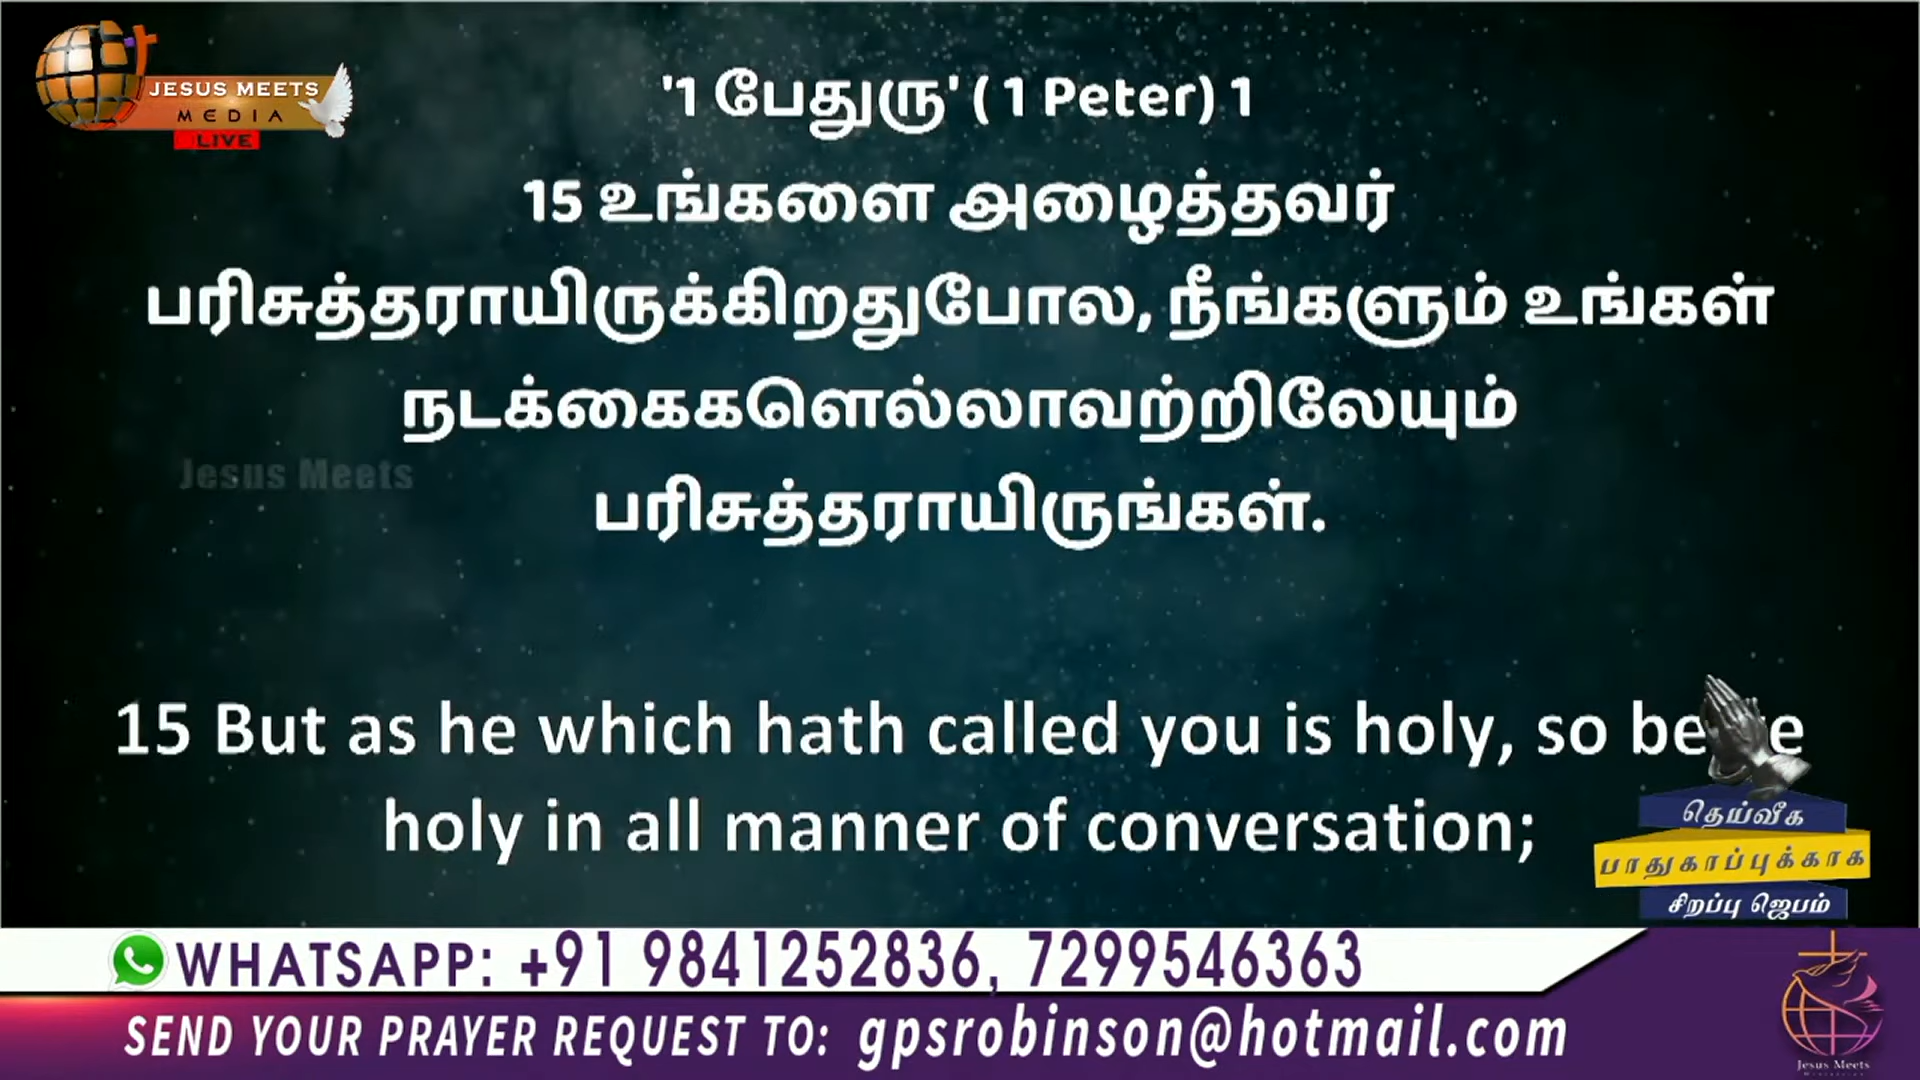 JESUS MEETS
MEDIA
LIVE
'1 பேதுரு' ( 1 Peter) 1
15 உங்களை அழைத்தவர்
பரிசுத்தராயிருக்கிறதுபோல, நீங்களும் உங்கள்
நடக்கைகளெல்லாவற்றிலேயும்
பரிசுத்தராயிருங்கள்.
Jesus Meets
15 But as he which hath called you is holy, so be
holy in all manner of conversation;
தெய்வீக
பாதுகாப்புக்காக
சிறப்பு ஜெபம்
WHATSAPP: +91 9841252836, 7299546363
SEND YOUR PRAYER REQUEST TO: gpsrobinson@hotmail.com
Jesus Meets